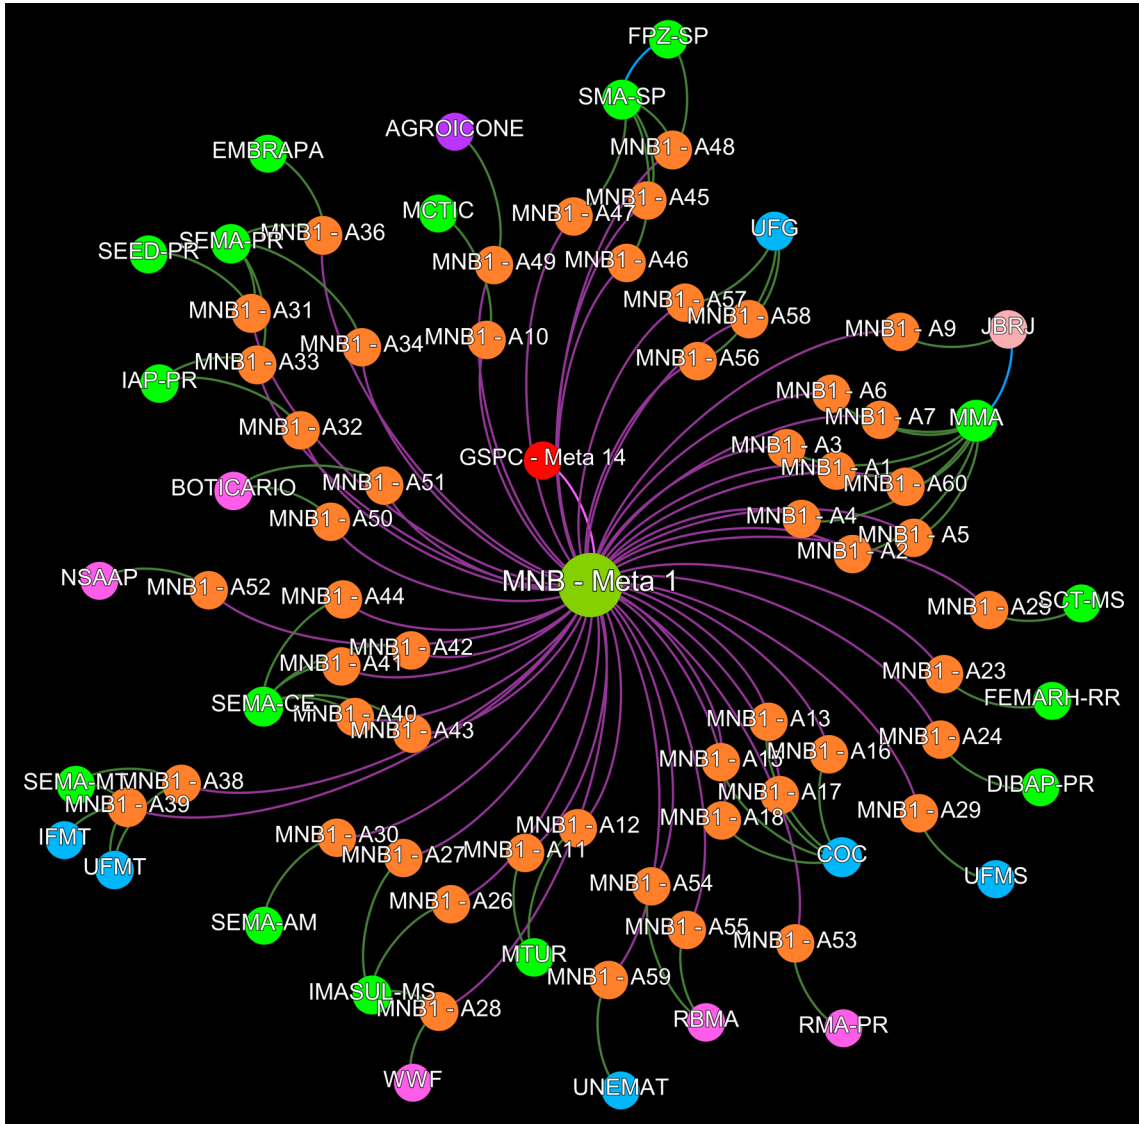 FPZ-SP
SMA-SP
AGROICONE
MNB1 - A48
EMBRAPA
MNB1 - A45
MCTIC
MNB1 - A47
UFG
MNB1 - A36
SEMA-PR
SEED-PR
MNB1 - A49
MNB1 - A46
MNB1 - A57
MNB1 - A58
MNB1 - A31
MNB1 - A9
JBRJ
MNB1 - A10
MNB1 - A34
MNB1 - A56
MNB1 - A33
IAP-PR
MNB1 - A6
MNB1 - A7
MMA
MNB1 - A32
MNB1 - A3
GSPC - Meta 14
MNB1 - A1
MNB1 - A51
MNB1 - A60
BOTICARIO
MNB1 - A50
MNB1 - A4
MNB1 - A5
MNB1 - A2
MNB - Meta 1
NSAAP
MNB1 - A52
MNB1 - A44
MNB1 - A25
SCT-MS
MNB1 - A42
MNB1 - A41
MNB1 - A23
FEMARH-RR
SEMA-CE
MNB1 - A40
MNB1 - A43
MNB1 - A13
MNB1 - A24
MNB1 - A16
MNB1 - A15
SEMA-MT
MNB1 - A38
DIBAP-PR
MNB1 - A39
MNB1 - A17
MNB1 - A29
MNB1 - A18
MNB1 - A12
MNB1 - A30
IFMT
MNB1 - A11
MNB1 - A27
COC
UFMT
UFMS
MNB1 - A54
MNB1 - A26
SEMA-AM
MNB1 - A55
MNB1 - A53
MTUR
MNB1 - A59
IMASUL-MS
MNB1 - A28
RBMA
RMA-PR
WWF
UNEMAT